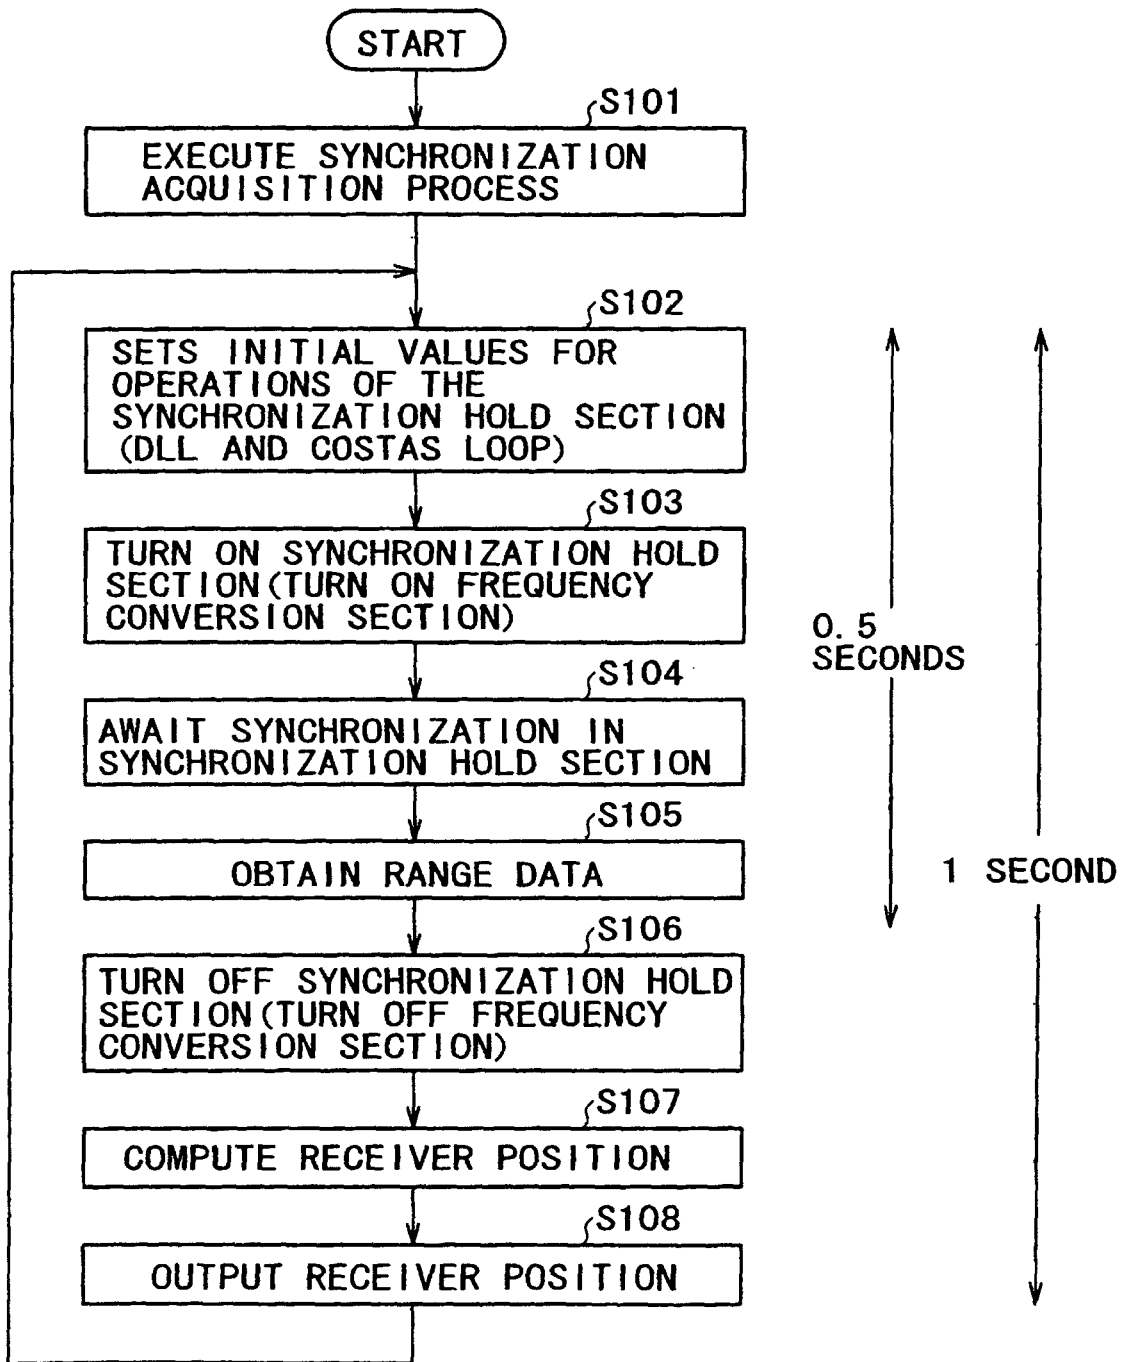 START
S101
EXECUTE SYNCHRONIZATION
ACQUISITION PROCESS
S102
SETS INITIAL VALUES FOR
OPERATIONS OF THE
SYNCHRONIZATION HOLD SECTION
(DLL AND COSTAS LOOP)
S103
TURN ON SYNCHRONIZATION HOLD
SECTION(TURN ON FREQUENCY
CONVERSION SECTION)
0.5
SECONDS
S104
AWAIT SYNCHRONIZATION IN
SYNCHRONIZATION HOLD SECTION
S105
OBTAIN RANGE DATA
1 SECOND
S106
TURN OFF SYNCHRONIZATION HOLD
SECTION(TURN OFF FREQUENCY
CONVERSION SECTION)
S107
COMPUTE RECEIVER POSITION
S108
OUTPUT RECEIVER POSITION